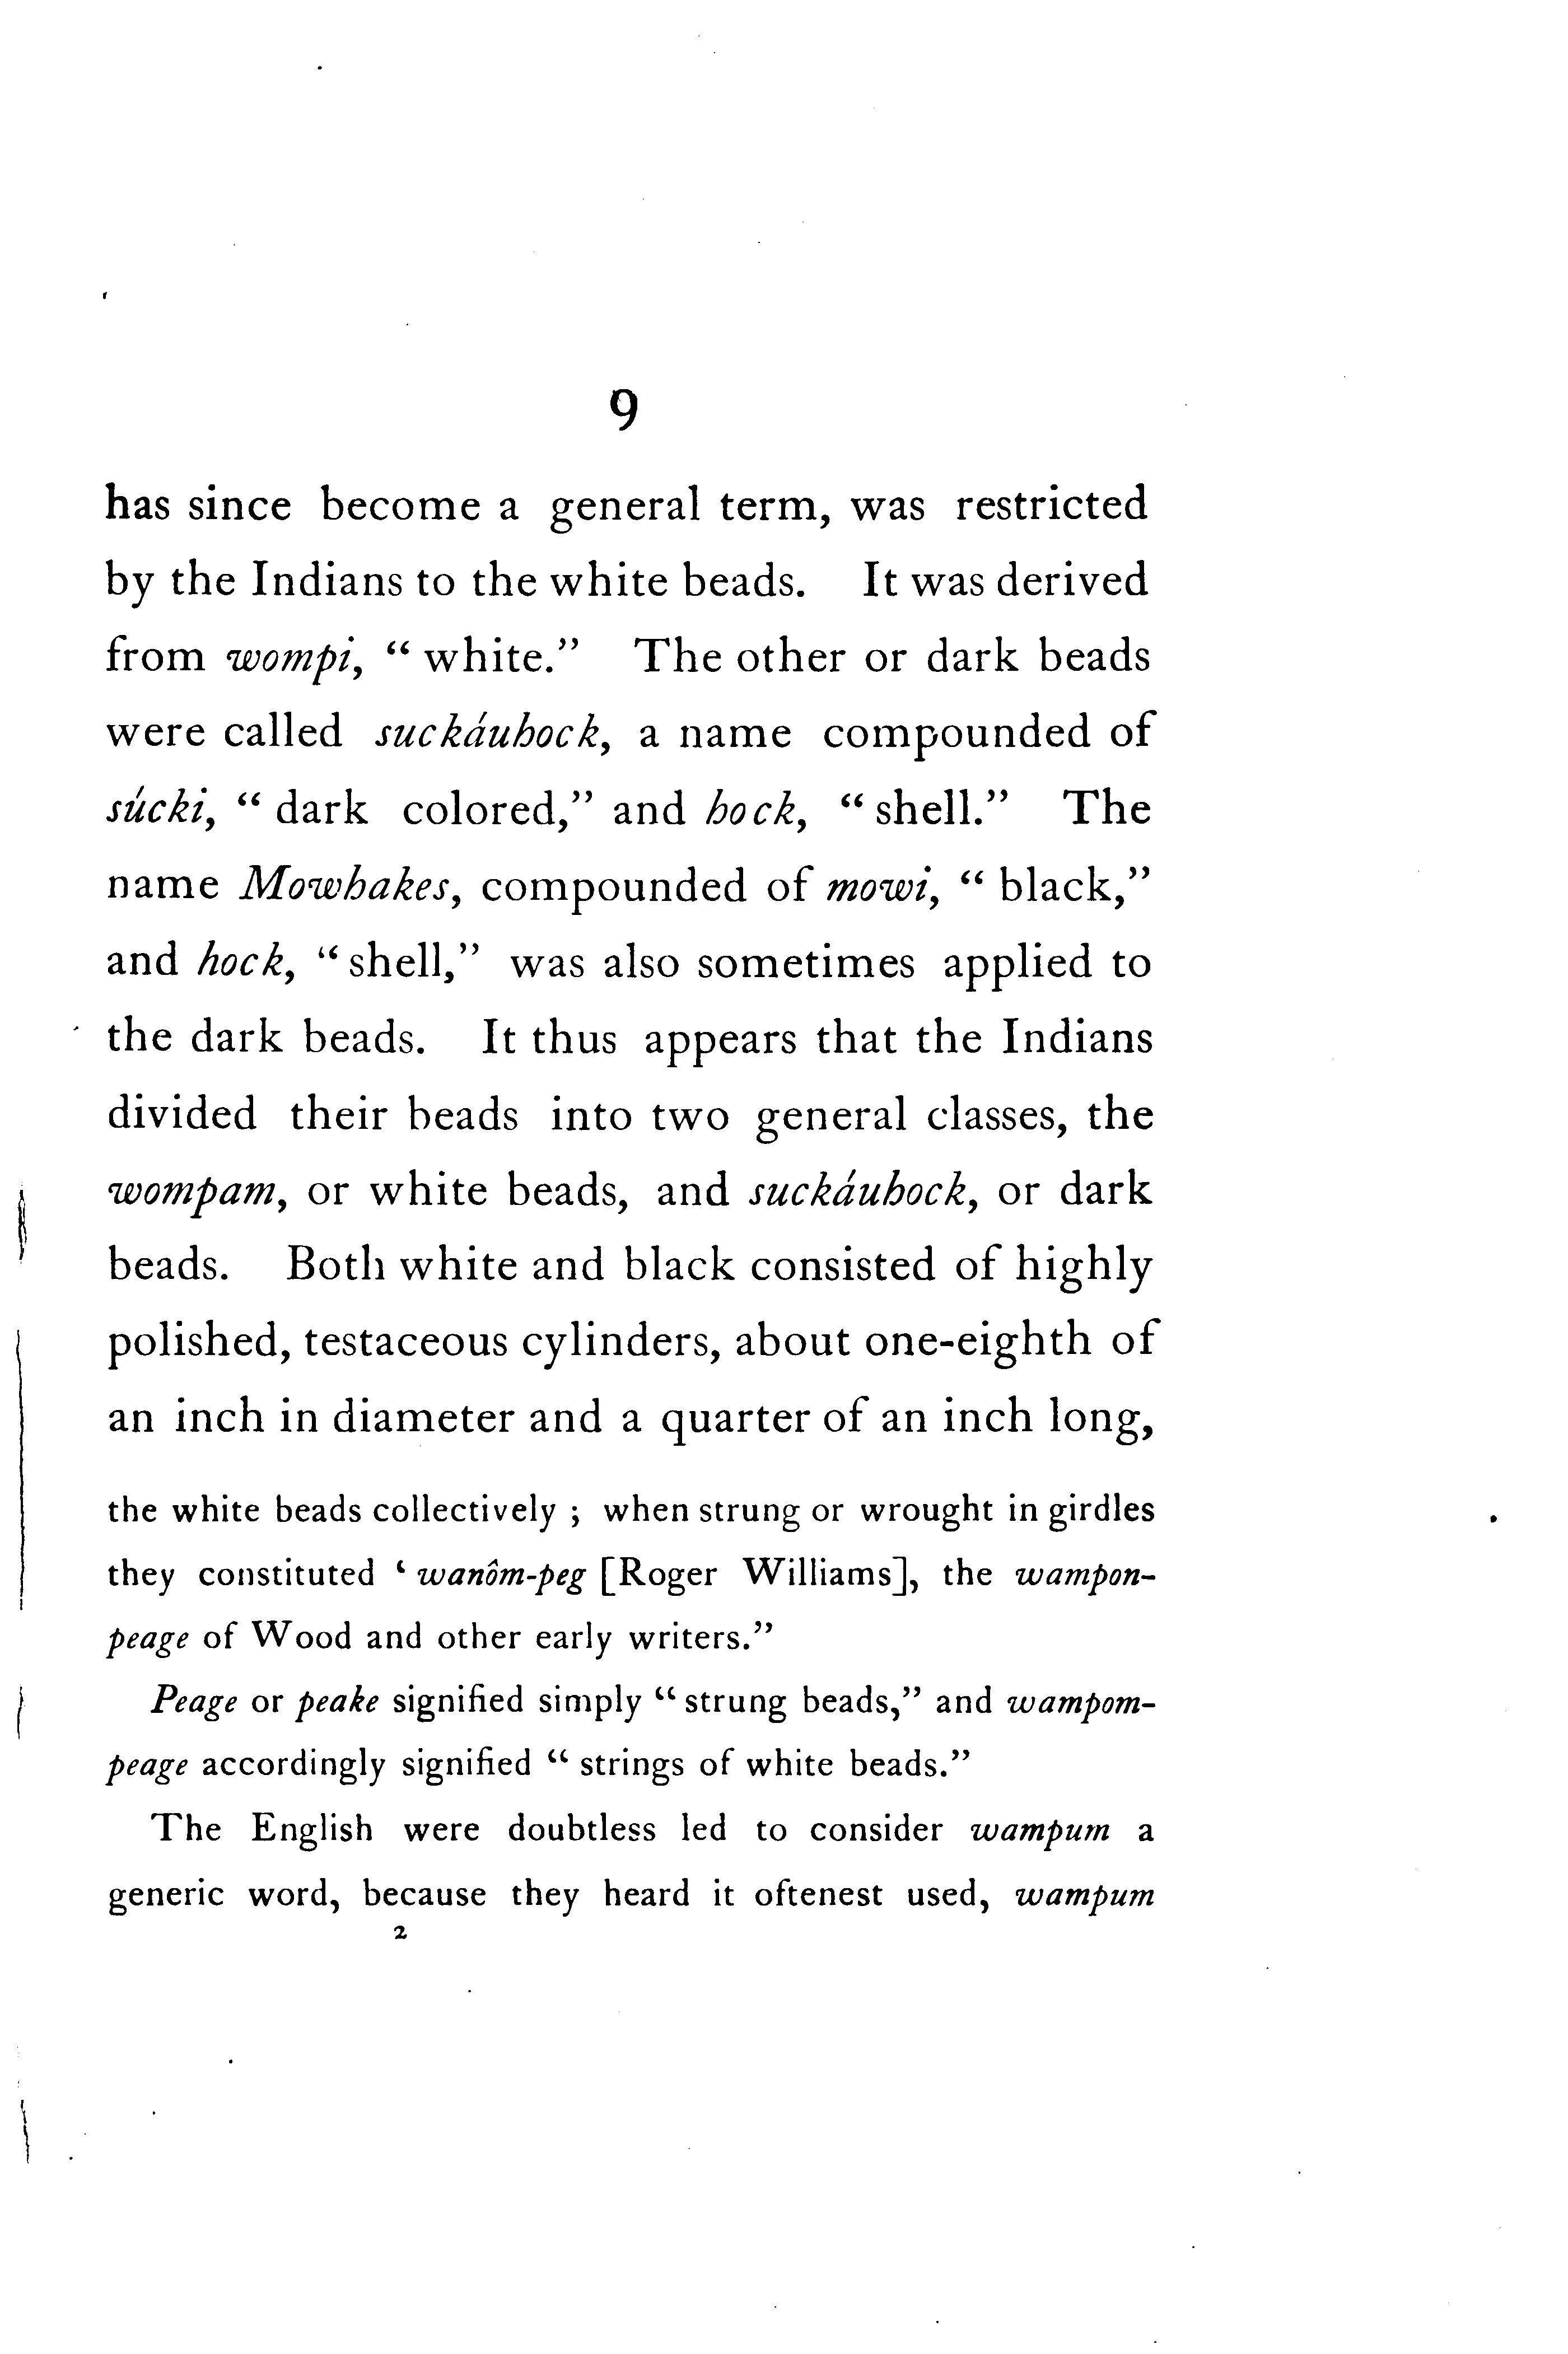 9
has since become a general term, was restricted
by the Indians to the white beads. It was derived
from wompi, “ white.” The other or dark beads
were called suckáuhock, a name compounded of
súcki, “ dark colored,” and hock, “ shell.” The
name Mowhakes, compounded of mowi, “ black,”
and hock, “ shell,” was also sometimes applied to
the dark beads. It thus appears that the Indians
divided their beads into two general classes, the
wompam, or white beads, and suckáuhock, or dark
beads. Both white and black consisted of highly
polished, testaceous cylinders, about one-eighth of
an inch in diameter and a quarter of an inch long,
the white beads collectively ; when strung or wrought in girdles
they constituted ‘ wanôm-peg [Roger Williams], the wampon-
peage of Wood and other early writers.”
Peage or peake signified simply “ strung beads,” and wampom-
peage accordingly signified “ strings of white beads.”
The English were doubtless led to consider wampum a
generic word, because they heard it oftenest used, wampum
2